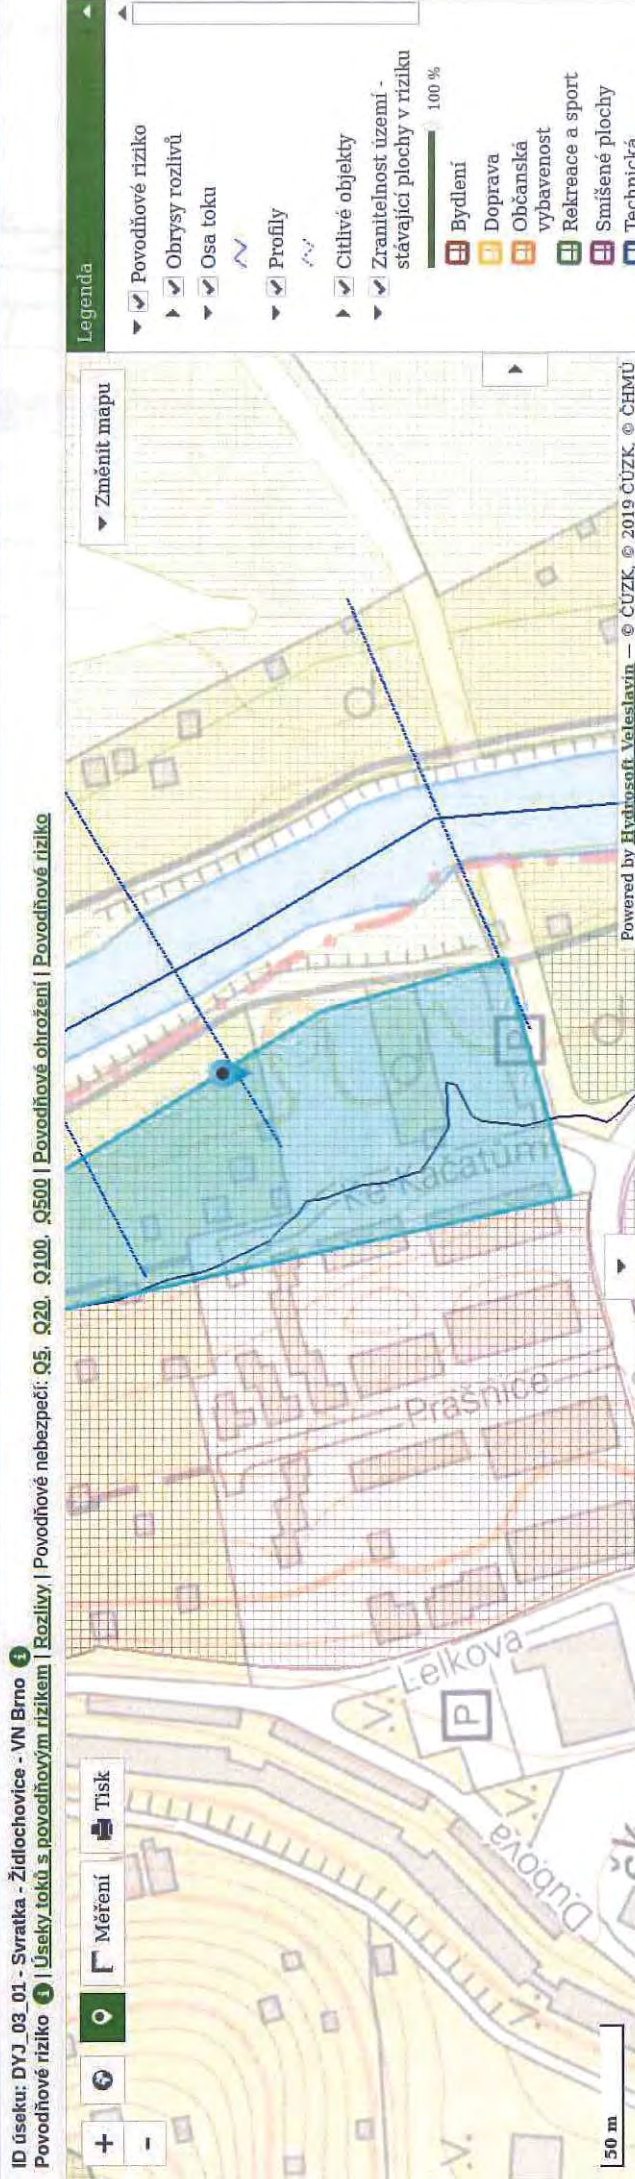 ID úseku: DYJ_03_01 - Svratka - Židlochovice - VN Brno i
Povodňové riziko i | Úseky toků s povodňovým rizikem | Rozlivy | Povodňové nebezpečí: Q5, Q20, Q100, Q500 | Povodňové ohrožení | Povodňové riziko
+
-
Měření
Tisk
Změnit mapu
Legenda
Povodňové riziko
Obrysy rozlivů
Osa toku
Profily
Citlivé objekty
Zranitelnost území -
stávající plochy v riziku
100 %
Bydlení
Doprava
Občanská
vybavenost
Rekreace a sport
Smíšené plochy
Technická
Ke Kačatům
Prašnice
Lelkova
Dubova
P
P
50 m
Powered by Hydrosoft Veleslavín — © ČÚZK, © 2019 ČÚZK, © ČHMÚ